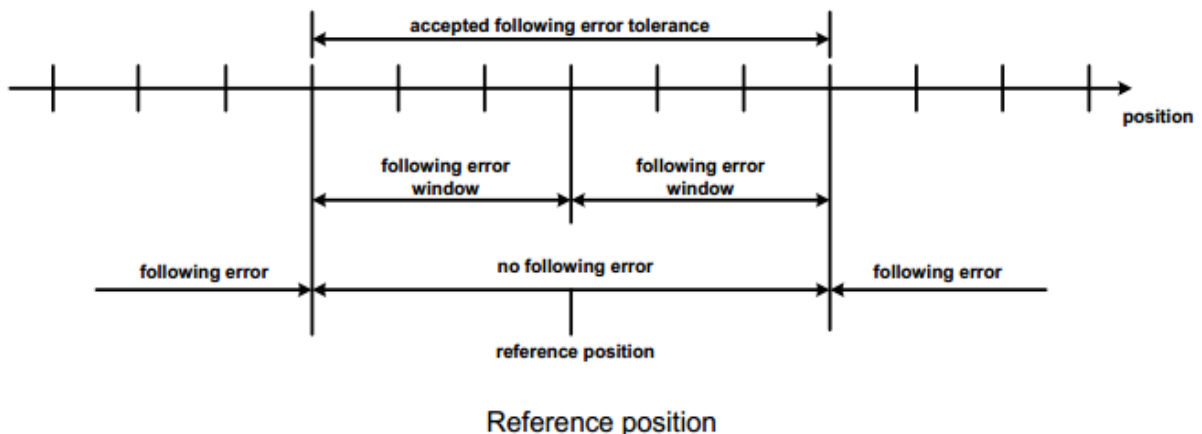 accepted following error tolerance
position
following error
window
following error
window
following error
no following error
following error
reference position
Reference position